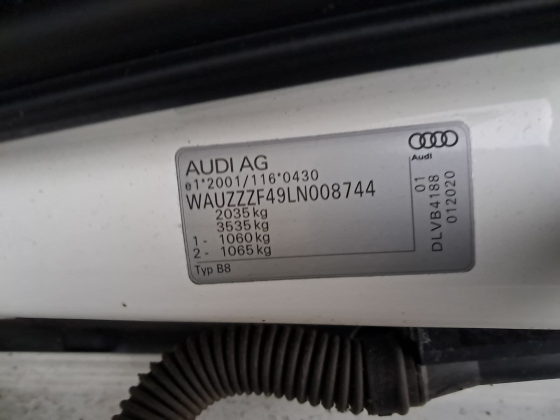 AUDI AG
e1*2001/116*0430
WAUZZZF49LN008744
2035 kg
3535 kg
1 - 1060 kg
2 - 1065 kg
Typ B8
Audi
01
DLVB4188
012020